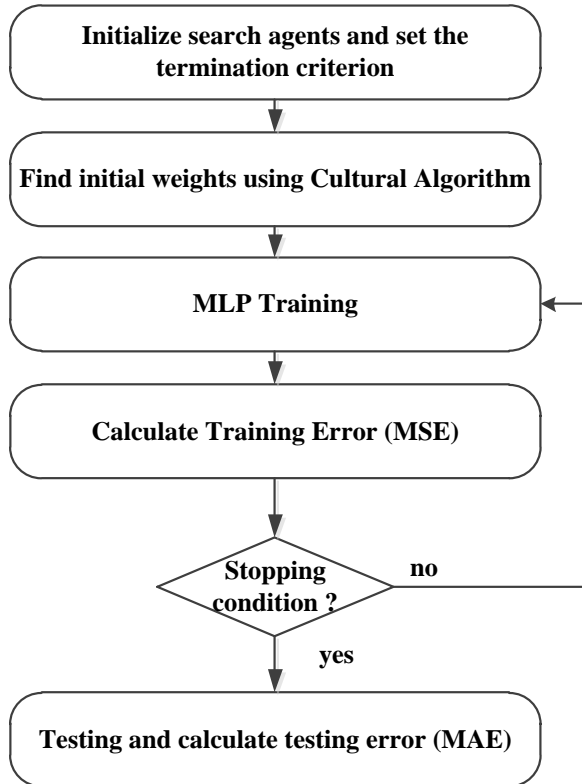 Initialize search agents and set the
termination criterion
Find initial weights using Cultural Algorithm
MLP Training
Calculate Training Error (MSE)
Stopping
condition ?
no
yes
Testing and calculate testing error (MAE)